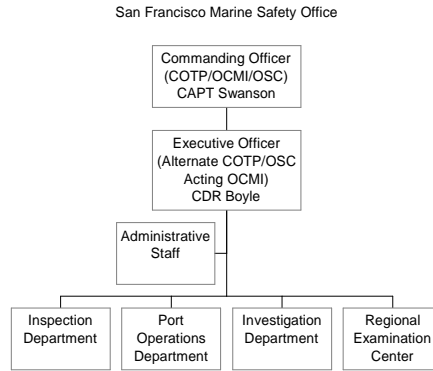 San Francisco Marine Safety Office
Commanding Officer
(COTP/OCMI/OSC)
CAPT Swanson
Executive Officer
(Alternate COTP/OSC
Acting OCMI)
CDR Boyle
Administrative
Staff
Inspection
Department
Port
Operations
Department
Investigation
Department
Regional
Examination
Center